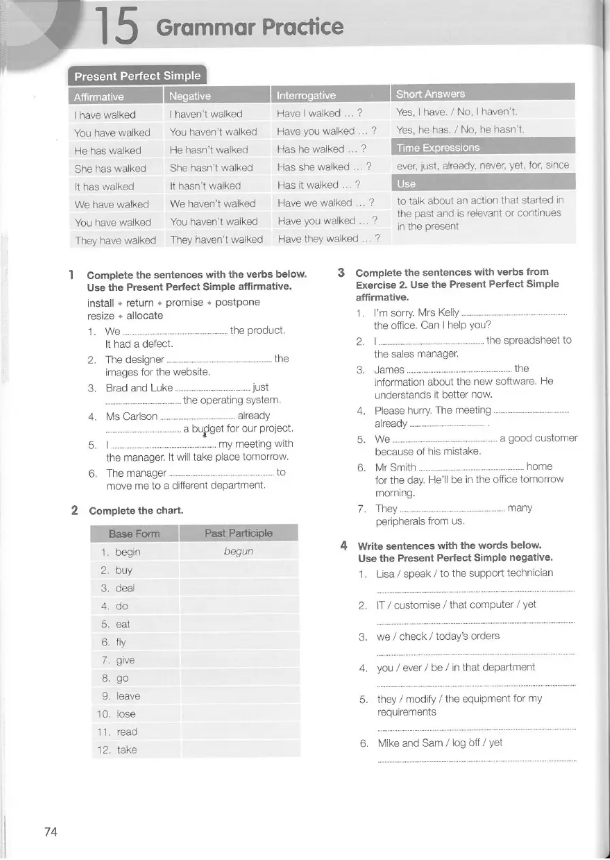 15 Grammar Practice
Present Perfect Simple
Affirmative Negative Interrogative Short Answers
I have walked I haven't walked Have I walked ... ? Yes, I have. / No, I haven't.
You have walked You haven't walked Have you walked ... ? Yes, he has. / No, he hasn't.
He has walked He hasn't walked Has he walked ... ? Time Expressions
She has walked She hasn't walked Has she walked ... ? ever, just, already, never, yet, for, since
It has walked It hasn't walked Has it walked ... ? Use
We have walked We haven't walked Have we walked ... ? to talk about an action that started in
You have walked You haven't walked Have you walked ... ? the past and is relevant or continues
They have walked They haven't walked Have they walked ... ? in the present
1 Complete the sentences with the verbs below.
Use the Present Perfect Simple affirmative.
install • return • promise • postpone
resize • allocate
1. We ............ the product.
It had a defect.
2. The designer ............ the
images for the website.
3. Brad and Luke ............ just
............ the operating system.
4. Ms Carlson ............ already
............ a budget for our project.
5. I ............ my meeting with
the manager. It will take place tomorrow.
6. The manager ............ to
move me to a different department.
2 Complete the chart.
Base Form Past Participle
1. begin begun
2. buy
3. deal
4. do
5. eat
6. fly
7. give
8. go
9. leave
10. lose
11. read
12. take
3 Complete the sentences with verbs from
Exercise 2. Use the Present Perfect Simple
affirmative.
1. I'm sorry. Mrs Kelly ............
the office. Can I help you?
2. I ............ the spreadsheet to
the sales manager.
3. James ............ the
information about the new software. He
understands it better now.
4. Please hurry. The meeting ............
already ............ .
5. We ............ a good customer
because of his mistake.
6. Mr Smith ............ home
for the day. He'll be in the office tomorrow
morning.
7. They ............ many
peripherals from us.
4 Write sentences with the words below.
Use the Present Perfect Simple negative.
1. Lisa / speak / to the support technician
2. IT / customise / that computer / yet
3. we / check / today's orders
4. you / ever / be / in that department
5. they / modify / the equipment for my
requirements
6. Mike and Sam / log off / yet
74